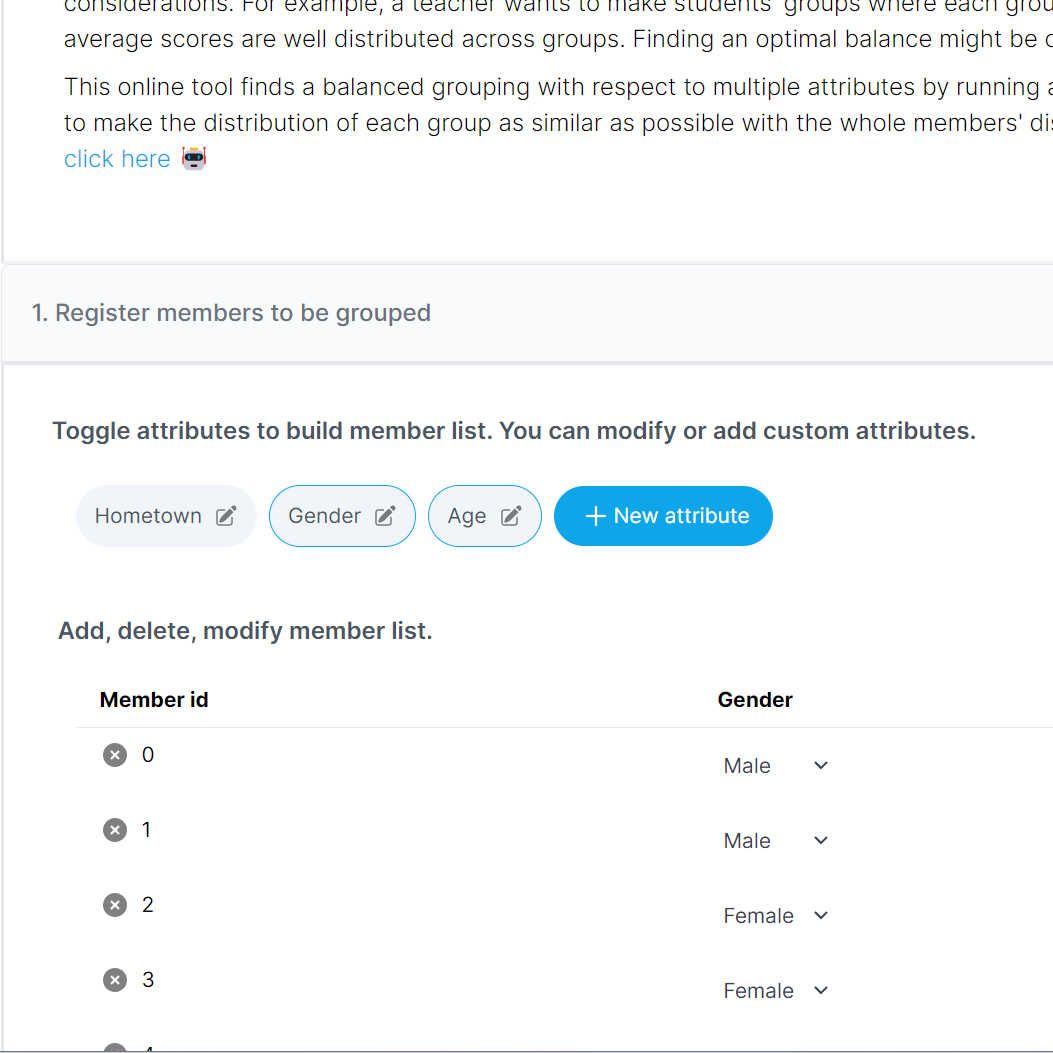 considerations. For example, a teacher wants to make students' groups where each grou
average scores are well distributed across groups. Finding an optimal balance might be
This online tool finds a balanced grouping with respect to multiple attributes by running
to make the distribution of each group as similar as possible with the whole members'
click here
1. Register members to be grouped
Toggle attributes to build member list. You can modify or add custom attributes.
Hometown Gender Age + New attribute
Add, delete, modify member list.
Member id Gender
0 Male
1 Male
2 Female
3 Female